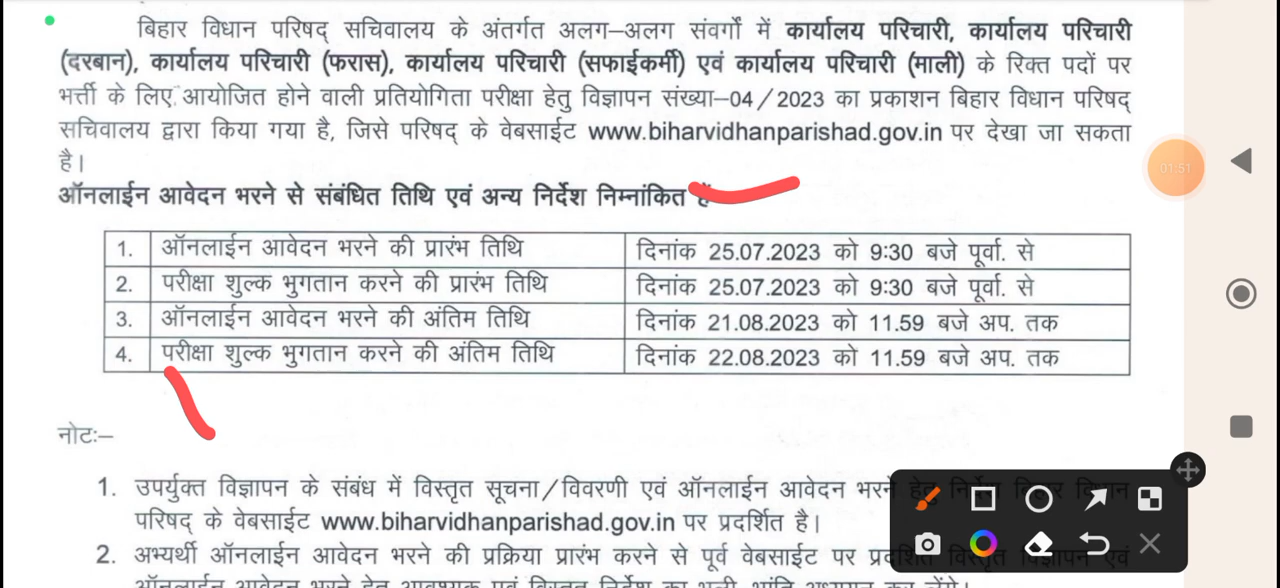 बिहार विधान परिषद् सचिवालय के अंतर्गत अलग–अलग संवर्गों में कार्यालय परिचारी, कार्यालय परिचारी
(दरबान), कार्यालय परिचारी (फरास), कार्यालय परिचारी (सफाईकर्मी) एवं कार्यालय परिचारी (माली) के रिक्त पदों पर
भर्त्ती के लिए आयोजित होने वाली प्रतियोगिता परीक्षा हेतु विज्ञापन संख्या–04/2023 का प्रकाशन बिहार विधान परिषद्
सचिवालय द्वारा किया गया है, जिसे परिषद् के वेबसाईट www.biharvidhanparishad.gov.in पर देखा जा सकता
है।
01:51
ऑनलाईन आवेदन भरने से संबंधित तिथि एवं अन्य निर्देश निम्नांकित
1. ऑनलाईन आवेदन भरने की प्रारंभ तिथि दिनांक 25.07.2023 को 9:30 बजे पूर्वा. से
2. परीक्षा शुल्क भुगतान करने की प्रारंभ तिथि दिनांक 25.07.2023 को 9:30 बजे पूर्वा. से
3. ऑनलाईन आवेदन भरने की अंतिम तिथि दिनांक 21.08.2023 को 11.59 बजे अप. तक
4. परीक्षा शुल्क भुगतान करने की अंतिम तिथि दिनांक 22.08.2023 को 11.59 बजे अप. तक
नोटः–
1. उपर्युक्त विज्ञापन के संबंध में विस्तृत सूचना/विवरणी एवं ऑनलाईन आवेदन भरने हेतु निर्देश बिहार विधान
परिषद् के वेबसाईट www.biharvidhanparishad.gov.in पर प्रदर्शित है।
2. अभ्यर्थी ऑनलाईन आवेदन भरने की प्रक्रिया प्रारंभ करने से पूर्व वेबसाईट पर प्रदर्शित विस्तृत विज्ञापन एवं